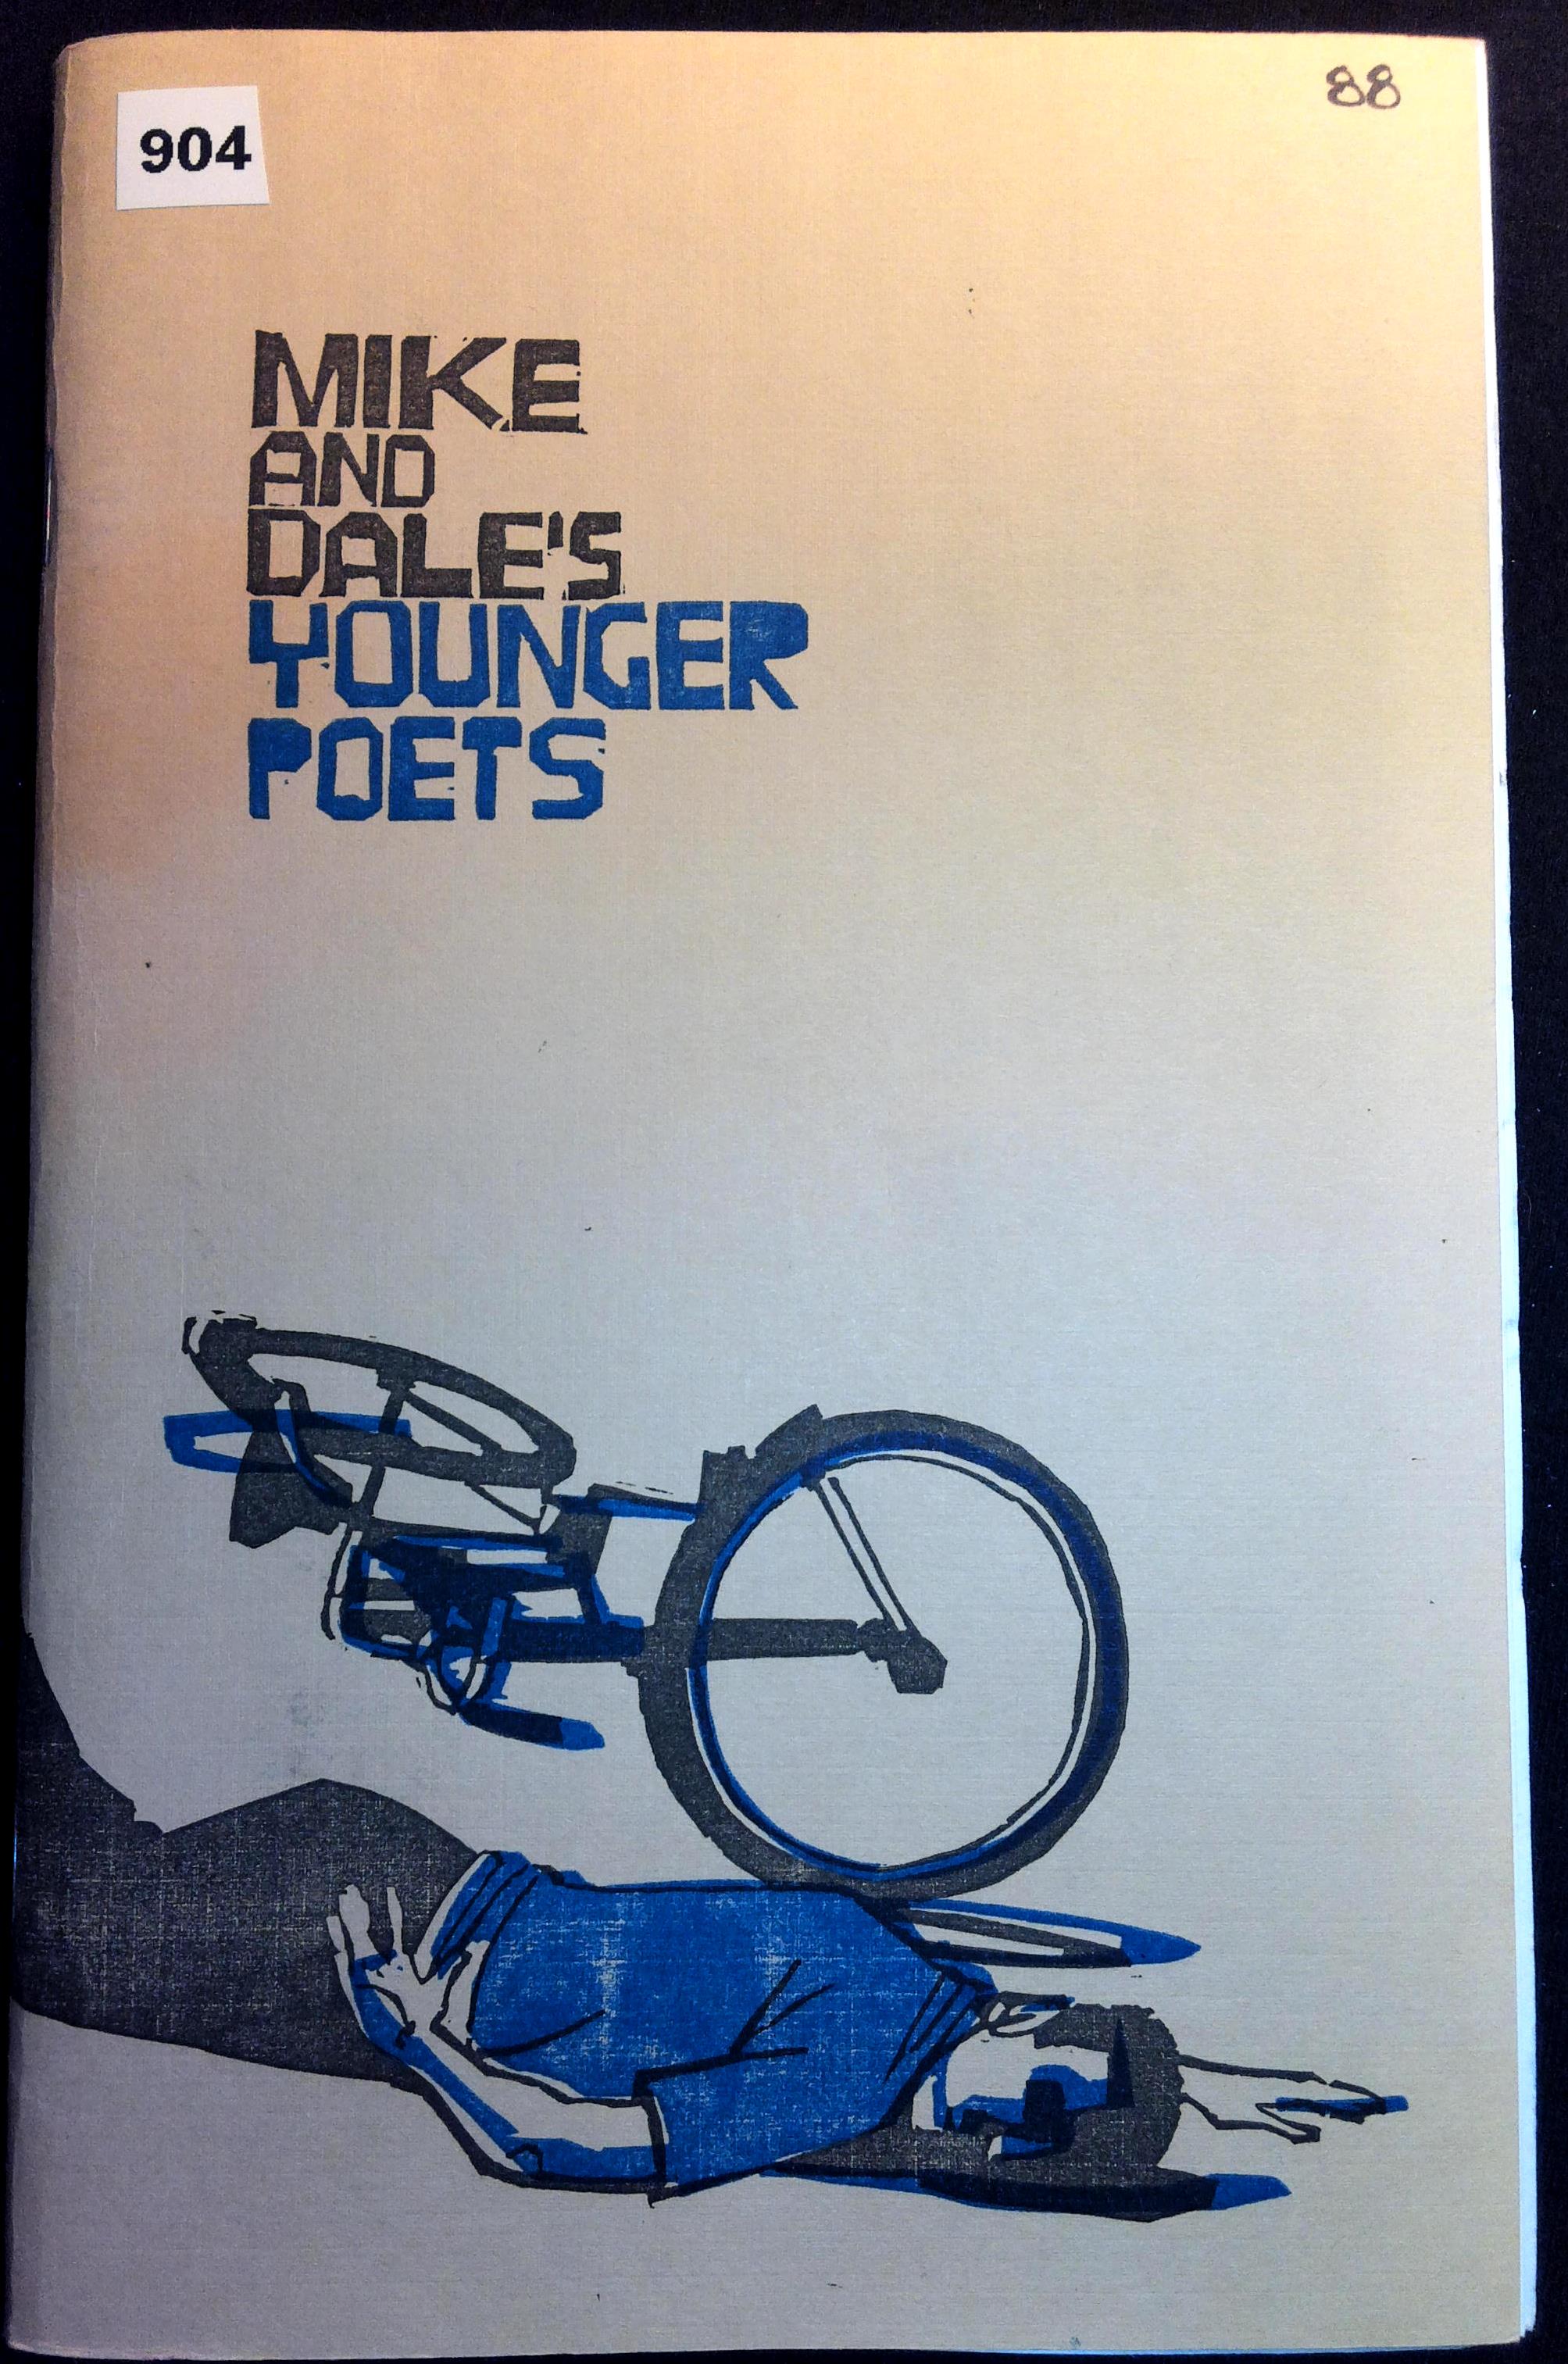 88
904
MIKE
AND
DALE'S
YOUNGER
POETS